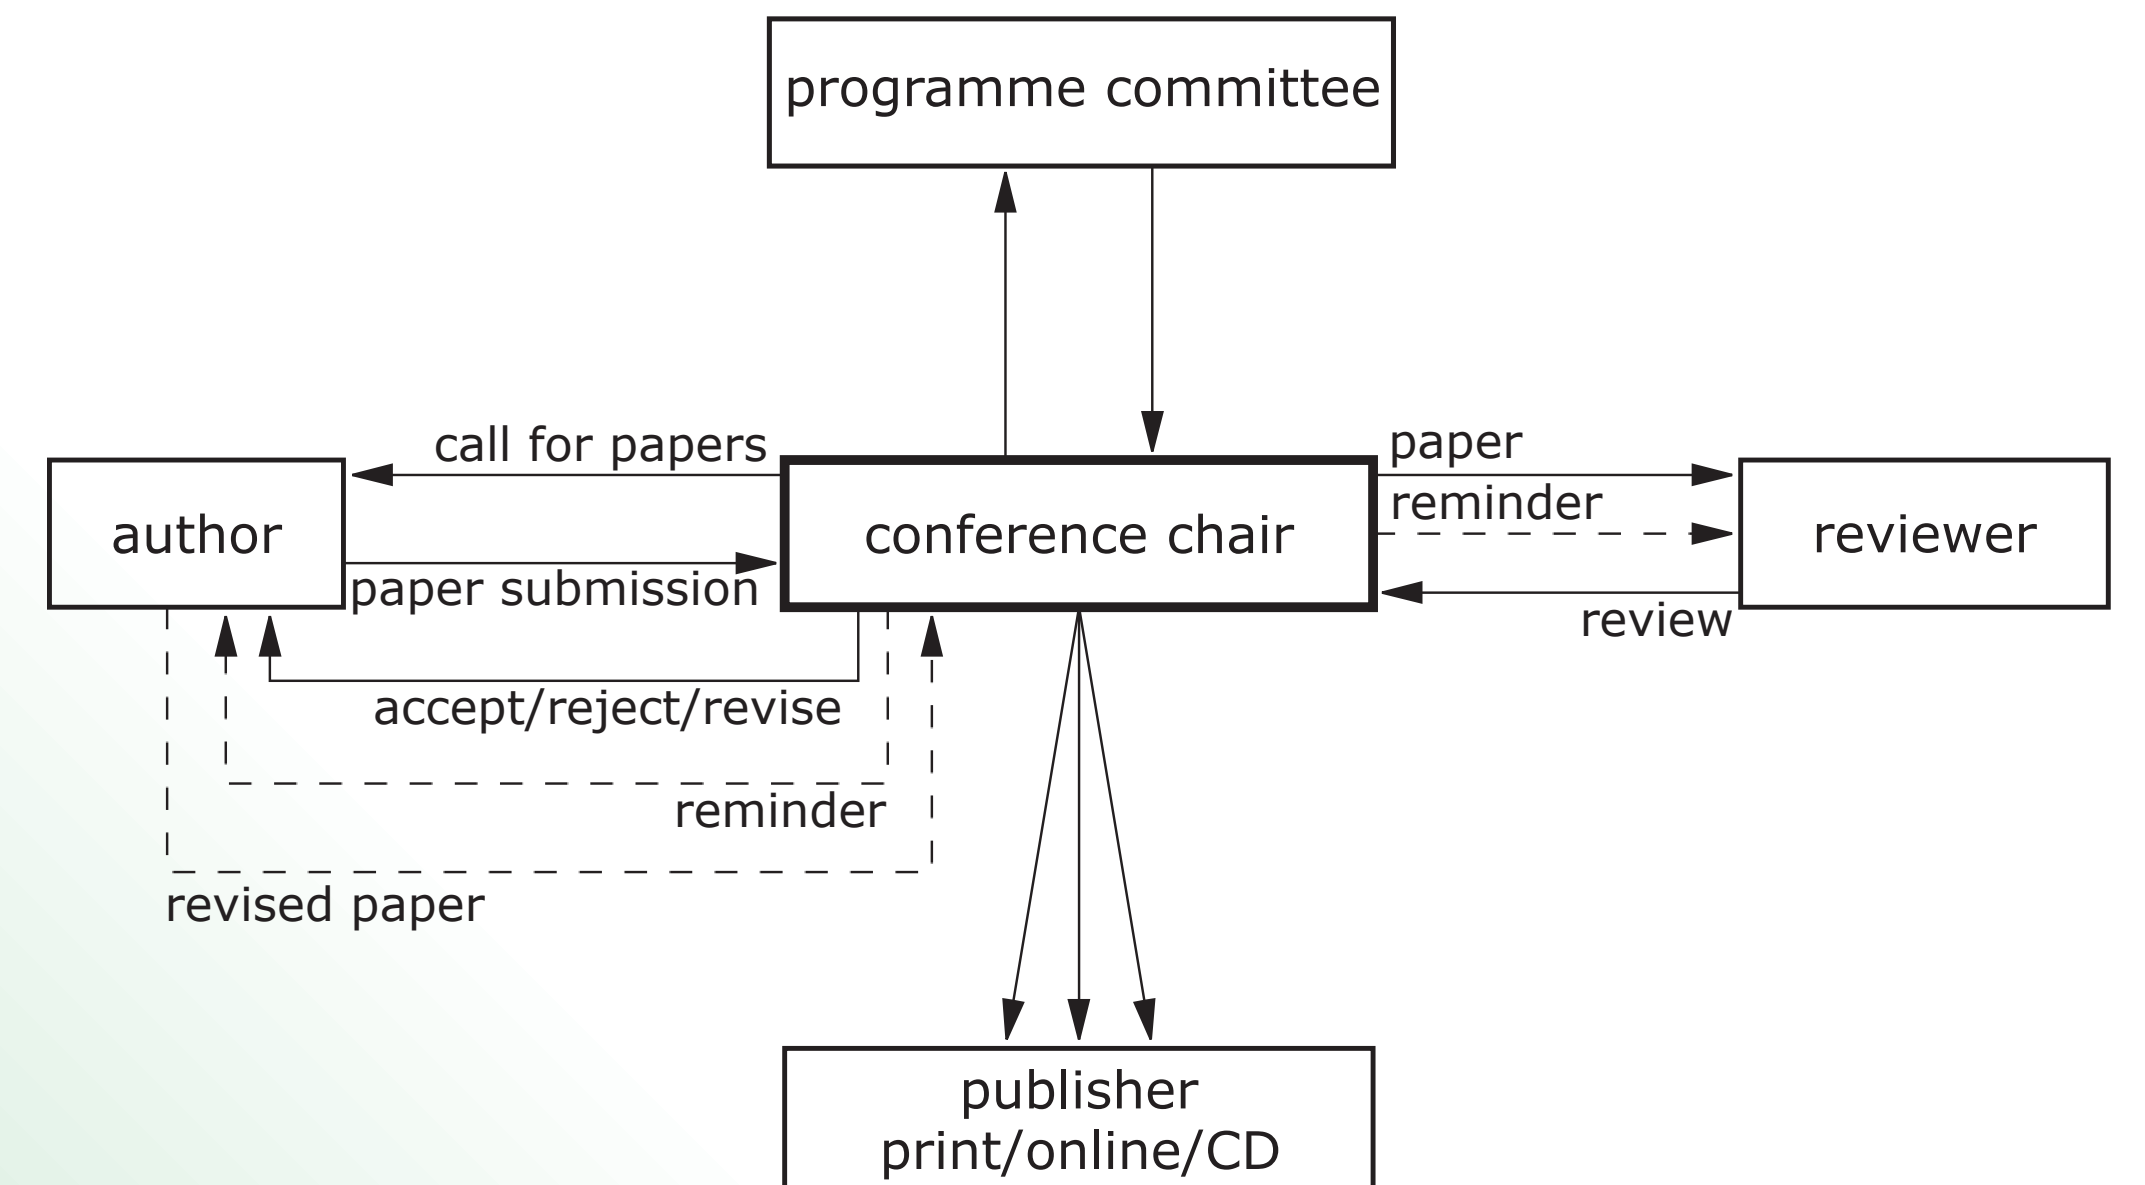 programme committee
call for papers
paper
reminder
author
conference chair
reviewer
paper submission
review
accept/reject/revise
reminder
revised paper
publisher
print/online/CD